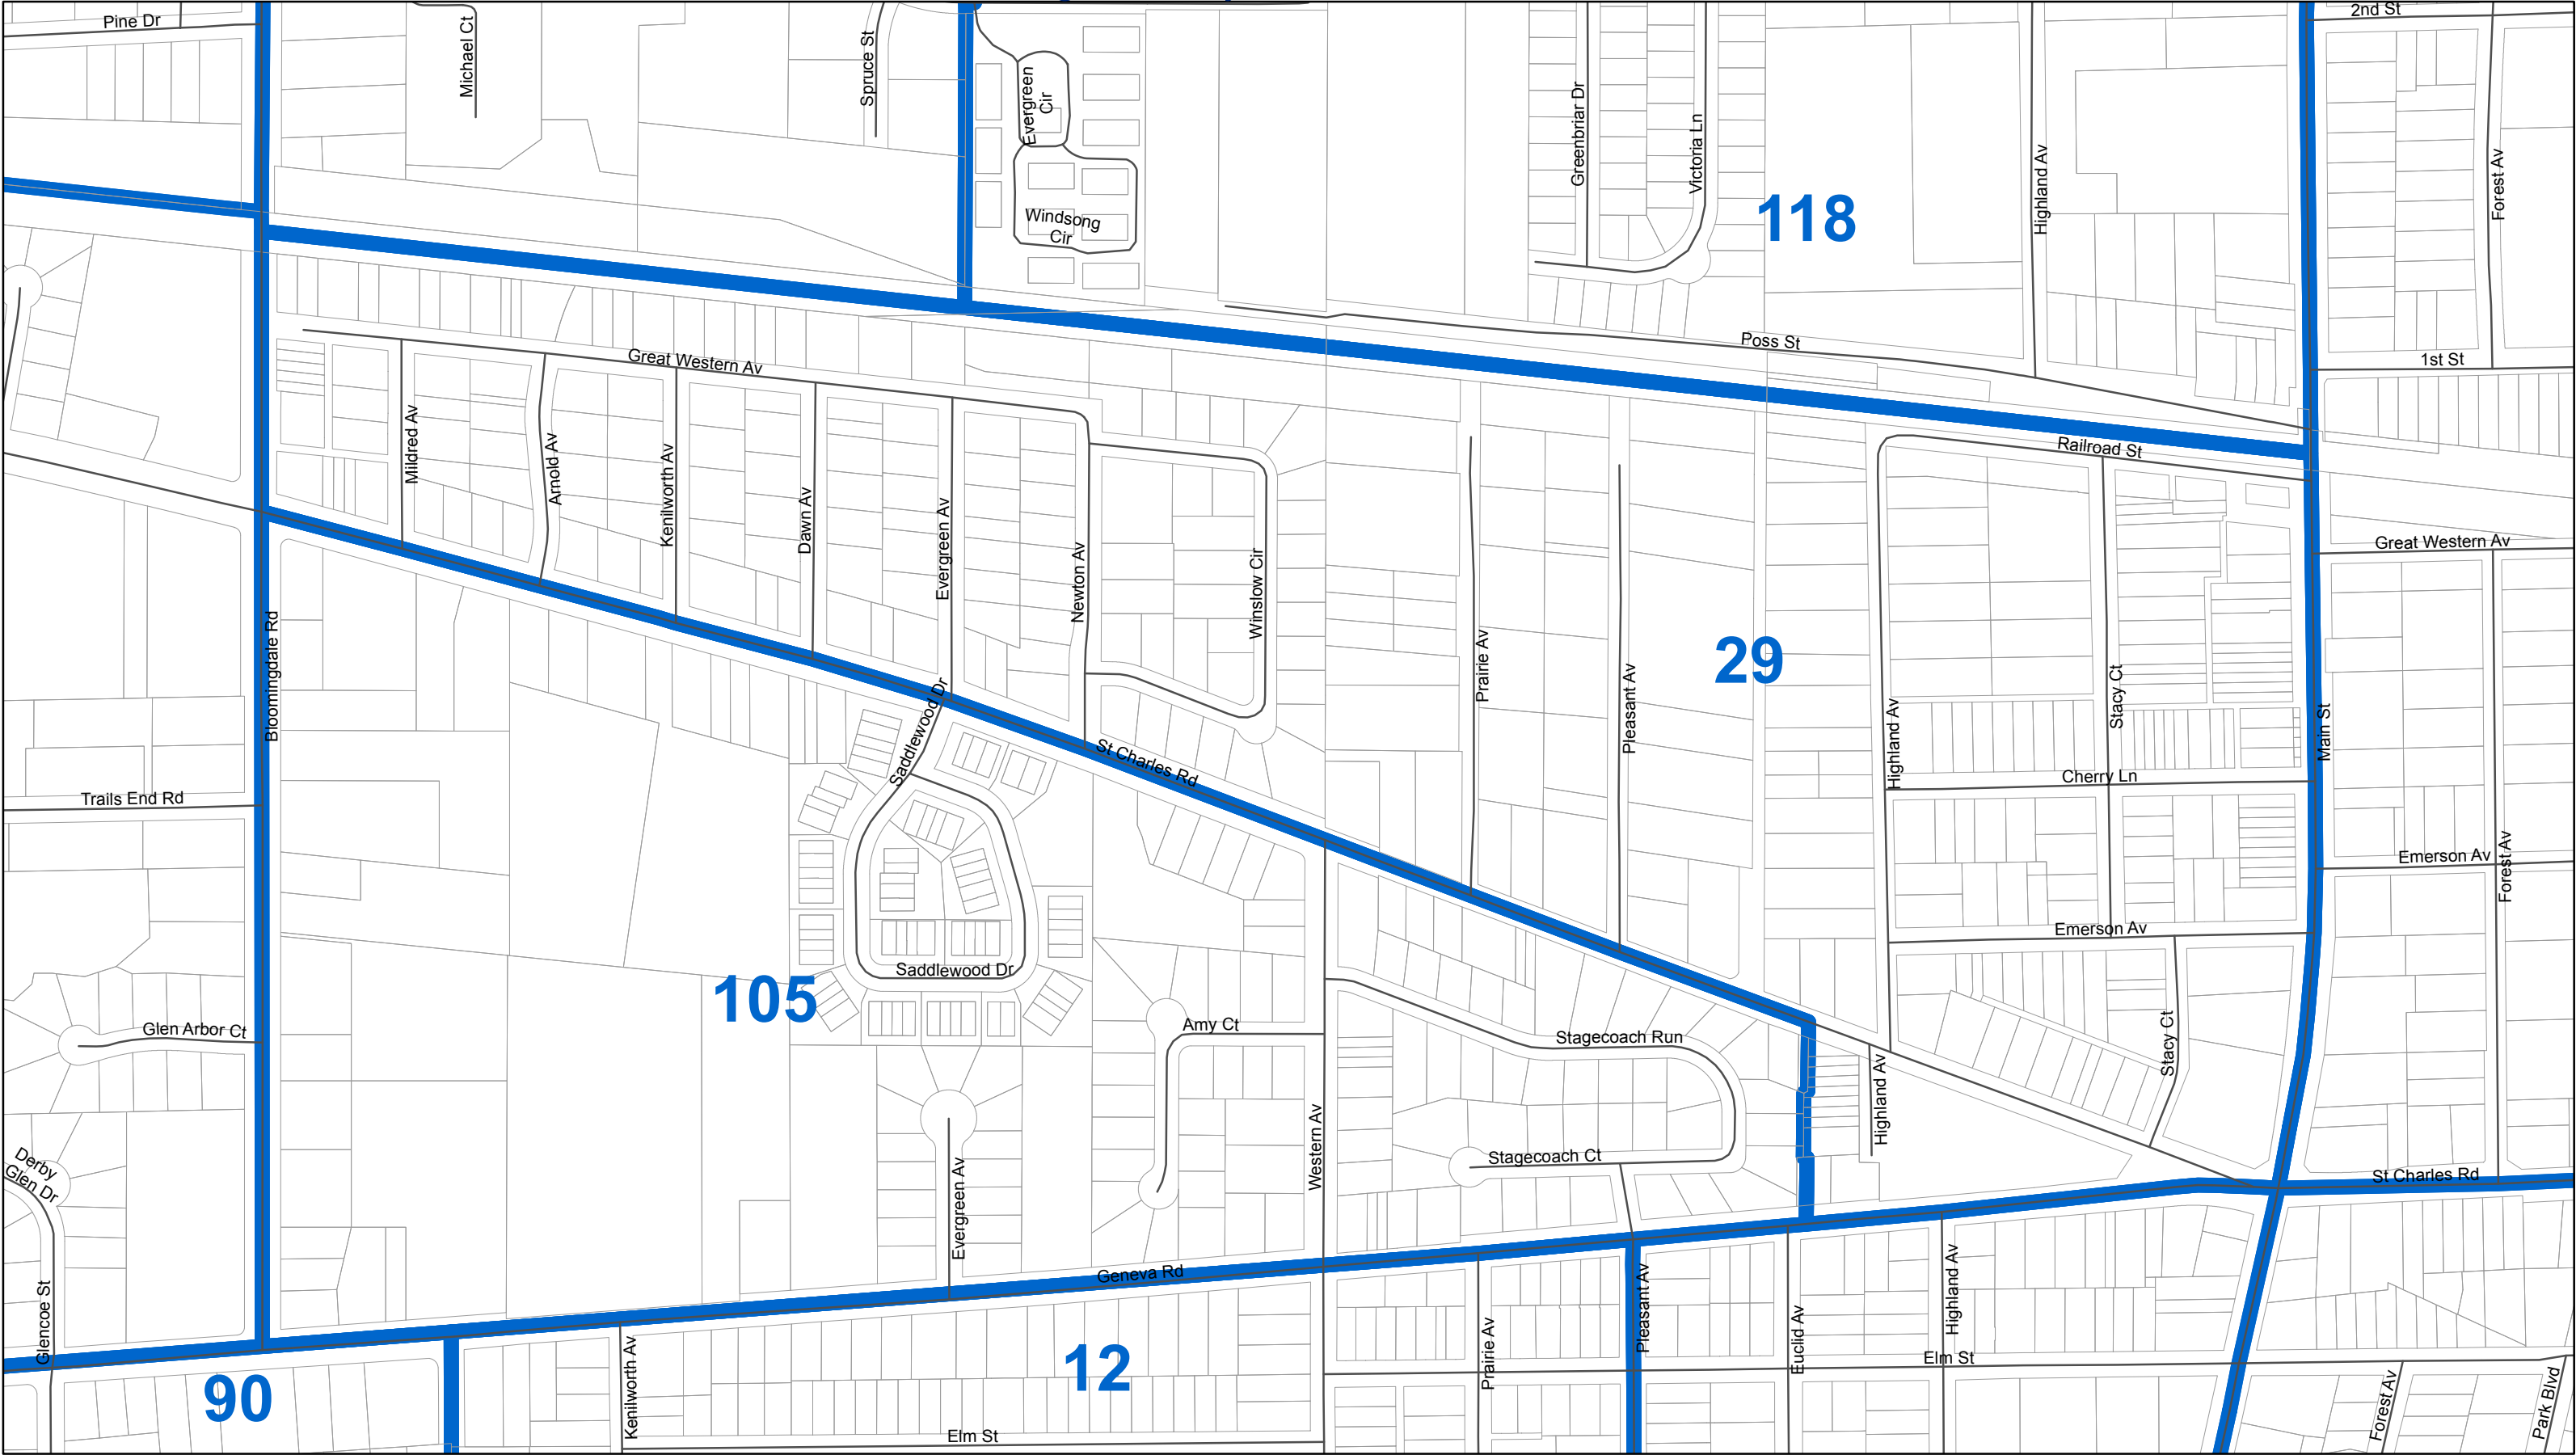 Pine Dr
Michael Ct
Spruce St
Evergreen
Cir
Windsong
Cir
Greenbriar Dr
Victoria Ln
118
Highland Av
2nd St
Forest Av
1st St
Poss St
Great Western Av
Mildred Av
Arnold Av
Kenilworth Av
Dawn Av
Evergreen Av
Newton Av
Winslow Cir
Railroad St
Great Western Av
Bloomingdale Rd
Prairie Av
Pleasant Av
29
Highland Av
Stacy Ct
Main St
Saddlewood Dr
St Charles Rd
Cherry Ln
Trails End Rd
Emerson Av
Forest Av
Emerson Av
Saddlewood Dr
105
Glen Arbor Ct
Amy Ct
Stagecoach Run
Highland Av
Stacy Ct
Derby
Glen Dr
Evergreen Av
Western Av
Stagecoach Ct
St Charles Rd
Geneva Rd
Glencoe St
90
Kenilworth Av
12
Prairie Av
Pleasant Av
Euclid Av
Highland Av
Elm St
Elm St
Forest Av
Park Blvd